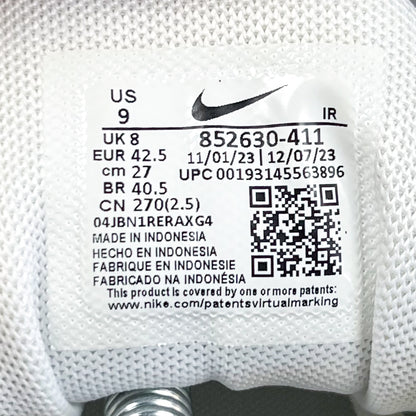 US
9
IR
UK 8
852630-411
EUR 42.5
11/01/23 | 12/07/23
cm 27
UPC 00193145563896
BR 40.5
CN 270(2.5)
04JBN1RERAXG4
MADE IN INDONESIA
HECHO EN INDONESIA
FABRIQUE EN INDONESIE
FABRICADO NA INDONÉSIA
This product is covered by one or more patents.
www.nike.com/patentsvirtualmarking